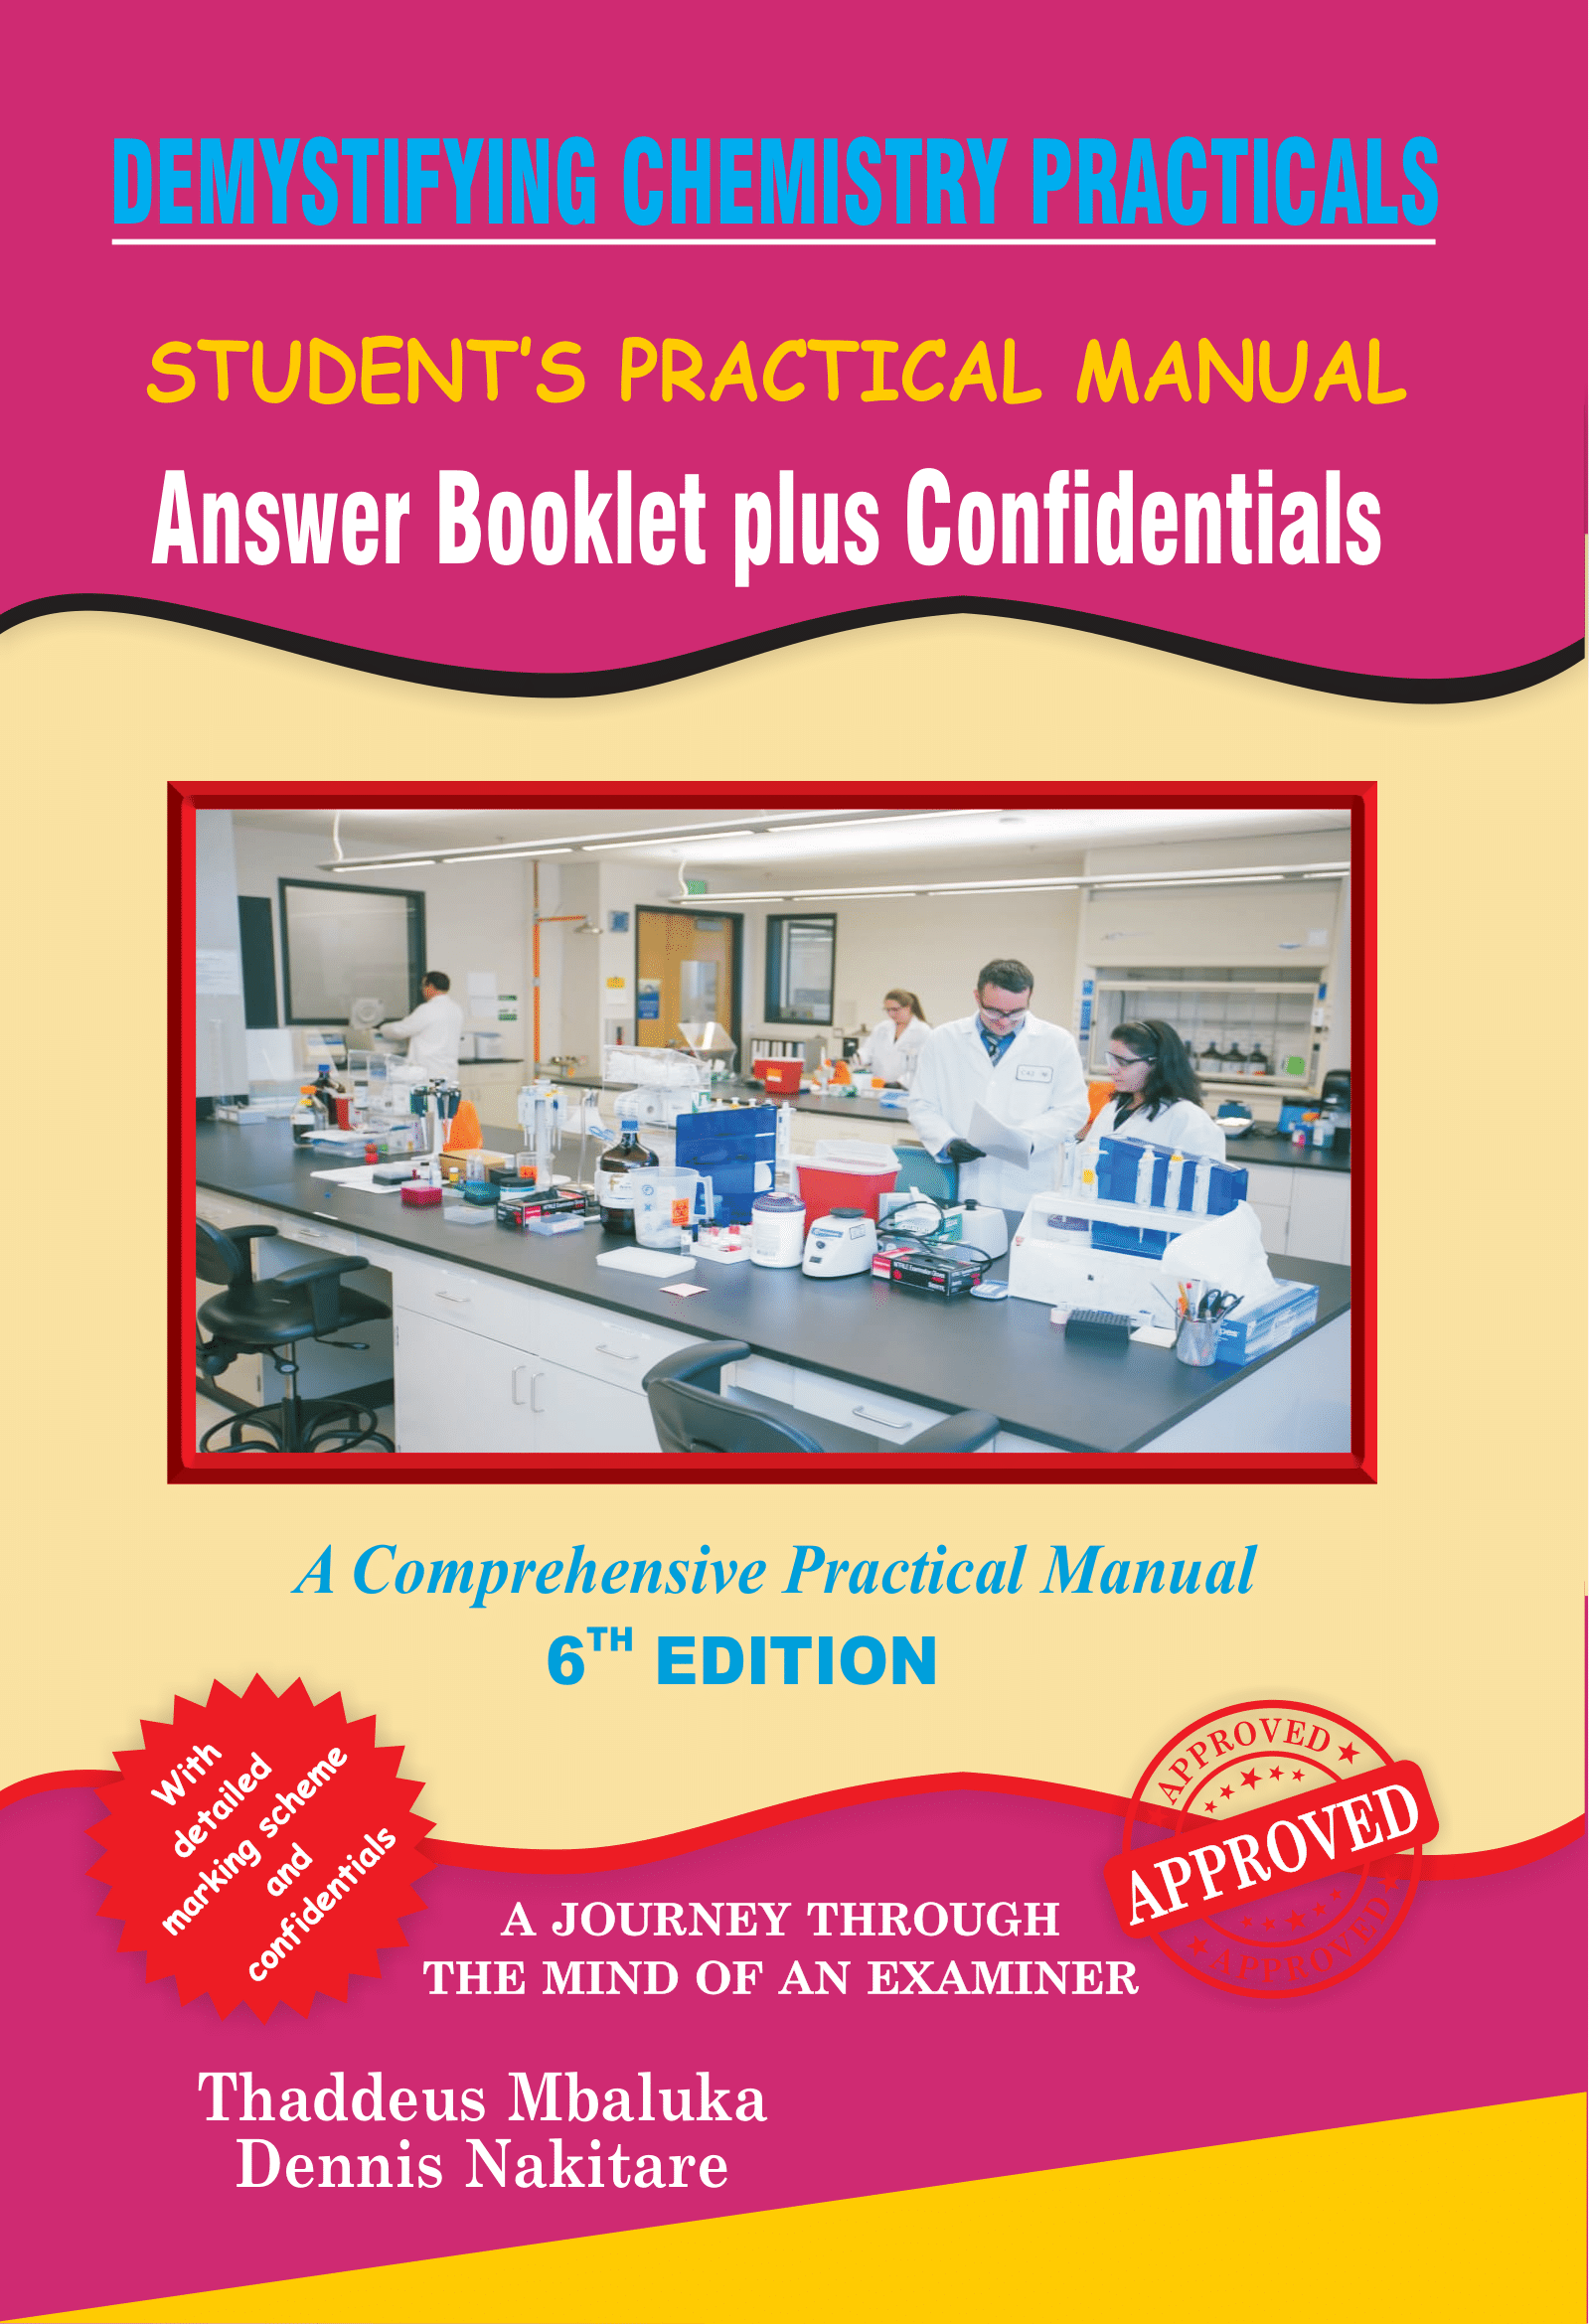 DEMYSTIFYING CHEMISTRY PRACTICALS
STUDENT'S PRACTICAL MANUAL
Answer Booklet plus Confidentials
A Comprehensive Practical Manual
6TH EDITION
With
detailed
marking scheme
and
confidentials
APPROVED
APPROVED
APPROVED
A JOURNEY THROUGH
THE MIND OF AN EXAMINER
Thaddeus Mbaluka
Dennis Nakitare